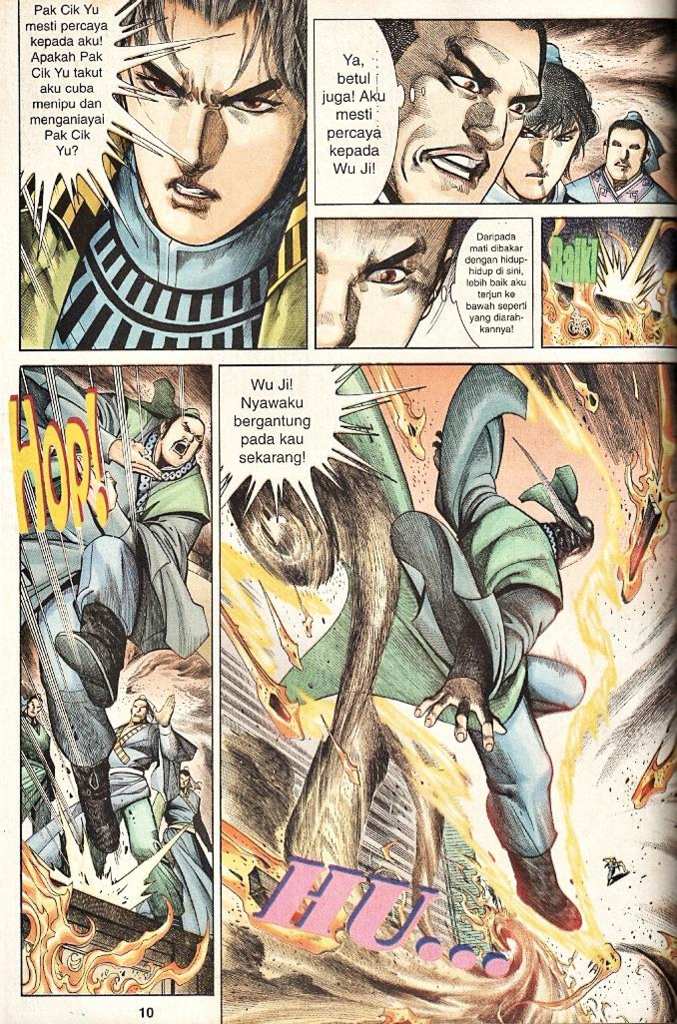 Pak Cik Yu
mesti percaya
kepada aku!
Apakah Pak
Cik Yu takut
aku cuba
menipu dan
menganiayai
Pak Cik
Yu?
Ya,
betul
juga! Aku
mesti
percaya
kepada
Wu Ji!
Daripada
mati dibakar
dengan hidup-
hidup di sini,
lebih baik aku
terjun ke
bawah seperti
yang diarah-
kannya!
Baik!
HOP!
Wu Ji!
Nyawaku
bergantung
pada kau
sekarang!
HU...
10